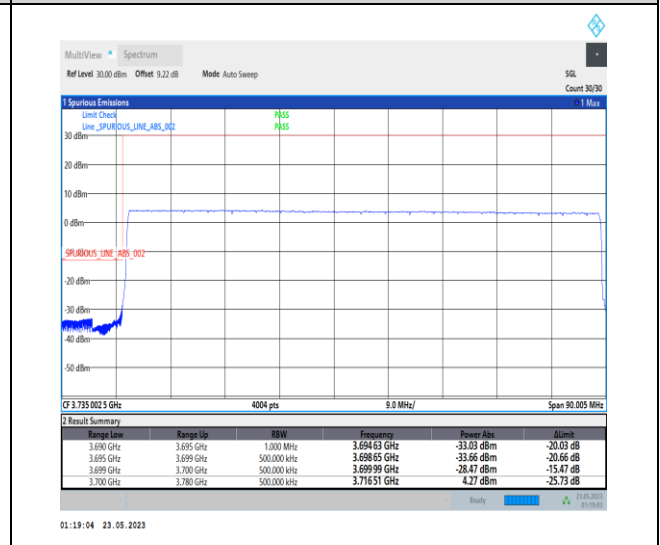 MultiView Spectrum
Ref Level 30.00 dBm Offset 9.22 dB Mode Auto Sweep SGL
Count 30/30
1 Spurious Emissions 1 Max
Limit Check PASS
Line _SPURIOUS_LINE_ABS_002 PASS
30 dBm
20 dBm
10 dBm
0 dBm
_SPURIOUS_LINE_ABS_002
-20 dBm
-30 dBm
-40 dBm
-50 dBm
CF 3.735 002 5 GHz 4004 pts 9.0 MHz/ Span 90.005 MHz
2 Result Summary
Range Low Range Up RBW Frequency Power Abs ΔLimit
3.690 GHz 3.695 GHz 1.000 MHz 3.694 63 GHz -33.03 dBm -20.03 dB
3.695 GHz 3.699 GHz 500.000 kHz 3.698 65 GHz -33.66 dBm -20.66 dB
3.699 GHz 3.700 GHz 500.000 kHz 3.699 99 GHz -28.47 dBm -15.47 dB
3.700 GHz 3.780 GHz 500.000 kHz 3.716 51 GHz 4.27 dBm -25.73 dB
Ready 23.05.2023
01:19:03
01:19:04 23.05.2023